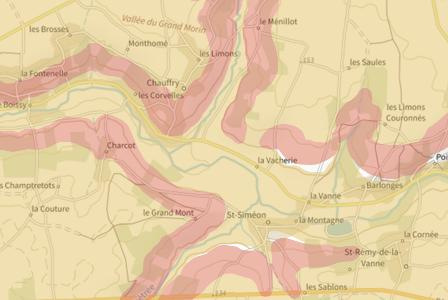 Vallée du Grand Morin
le Ménillot
les Brosses
Monthomé
les Limons
153
les Saules
la Fontenelle
Chauffry
les Corvelles
Boissy
les Limons
Couronnés
Charcot
la Vacherie
s Champtretots
Barlonges
la Vanne
la Couture
le Grand Mont
St-Siméon
la Montagne
la Cornée
St-Rémy-de-la-
Vanne
les Sablons